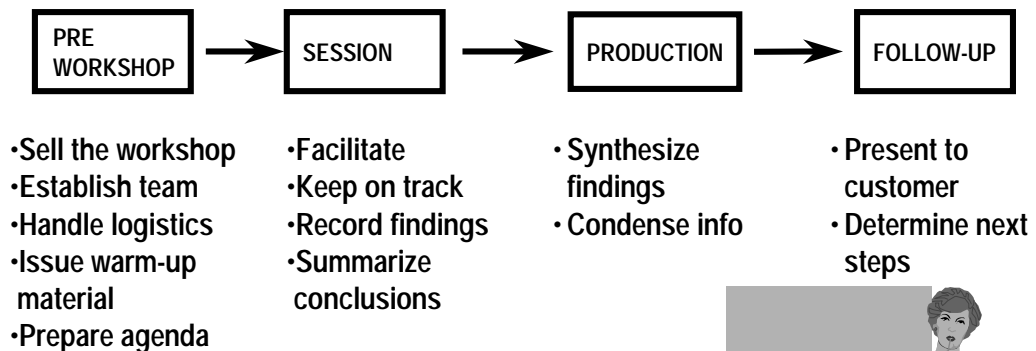 PRE
WORKSHOP
SESSION
PRODUCTION
FOLLOW-UP
•Sell the workshop
•Establish team
•Handle logistics
•Issue warm-up
material
•Prepare agenda
•Facilitate
•Keep on track
•Record findings
•Summarize
conclusions
• Synthesize
findings
• Condense info
• Present to
customer
• Determine next
steps